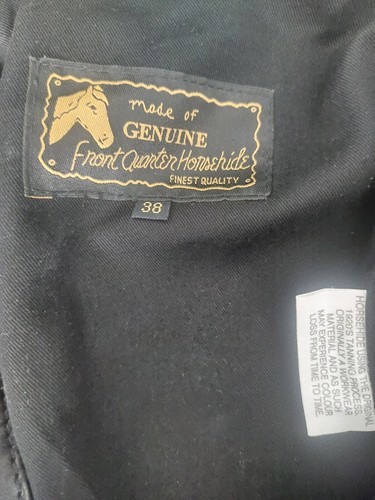 made of
GENUINE
Front Quarter Horsehide
FINEST QUALITY
38
HORSEHIDE USING THE ORIGINAL
1920'S TANNING PROCESS.
ORIGINALLY A WORKWEAR
MATERIAL AND AS SUCH
MAY EXPERIENCE COLOUR
LOSS FROM TIME TO TIME.